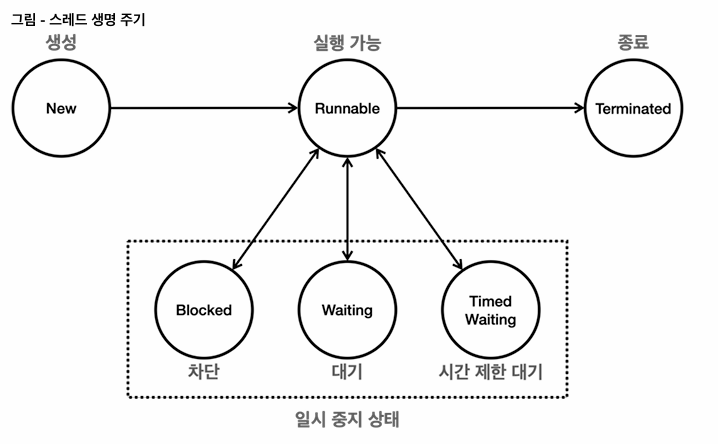 그림 - 스레드 생명 주기
생성
실행 가능
종료
New
Runnable
Terminated
Blocked
Waiting
Timed
Waiting
차단
대기
시간 제한 대기
일시 중지 상태